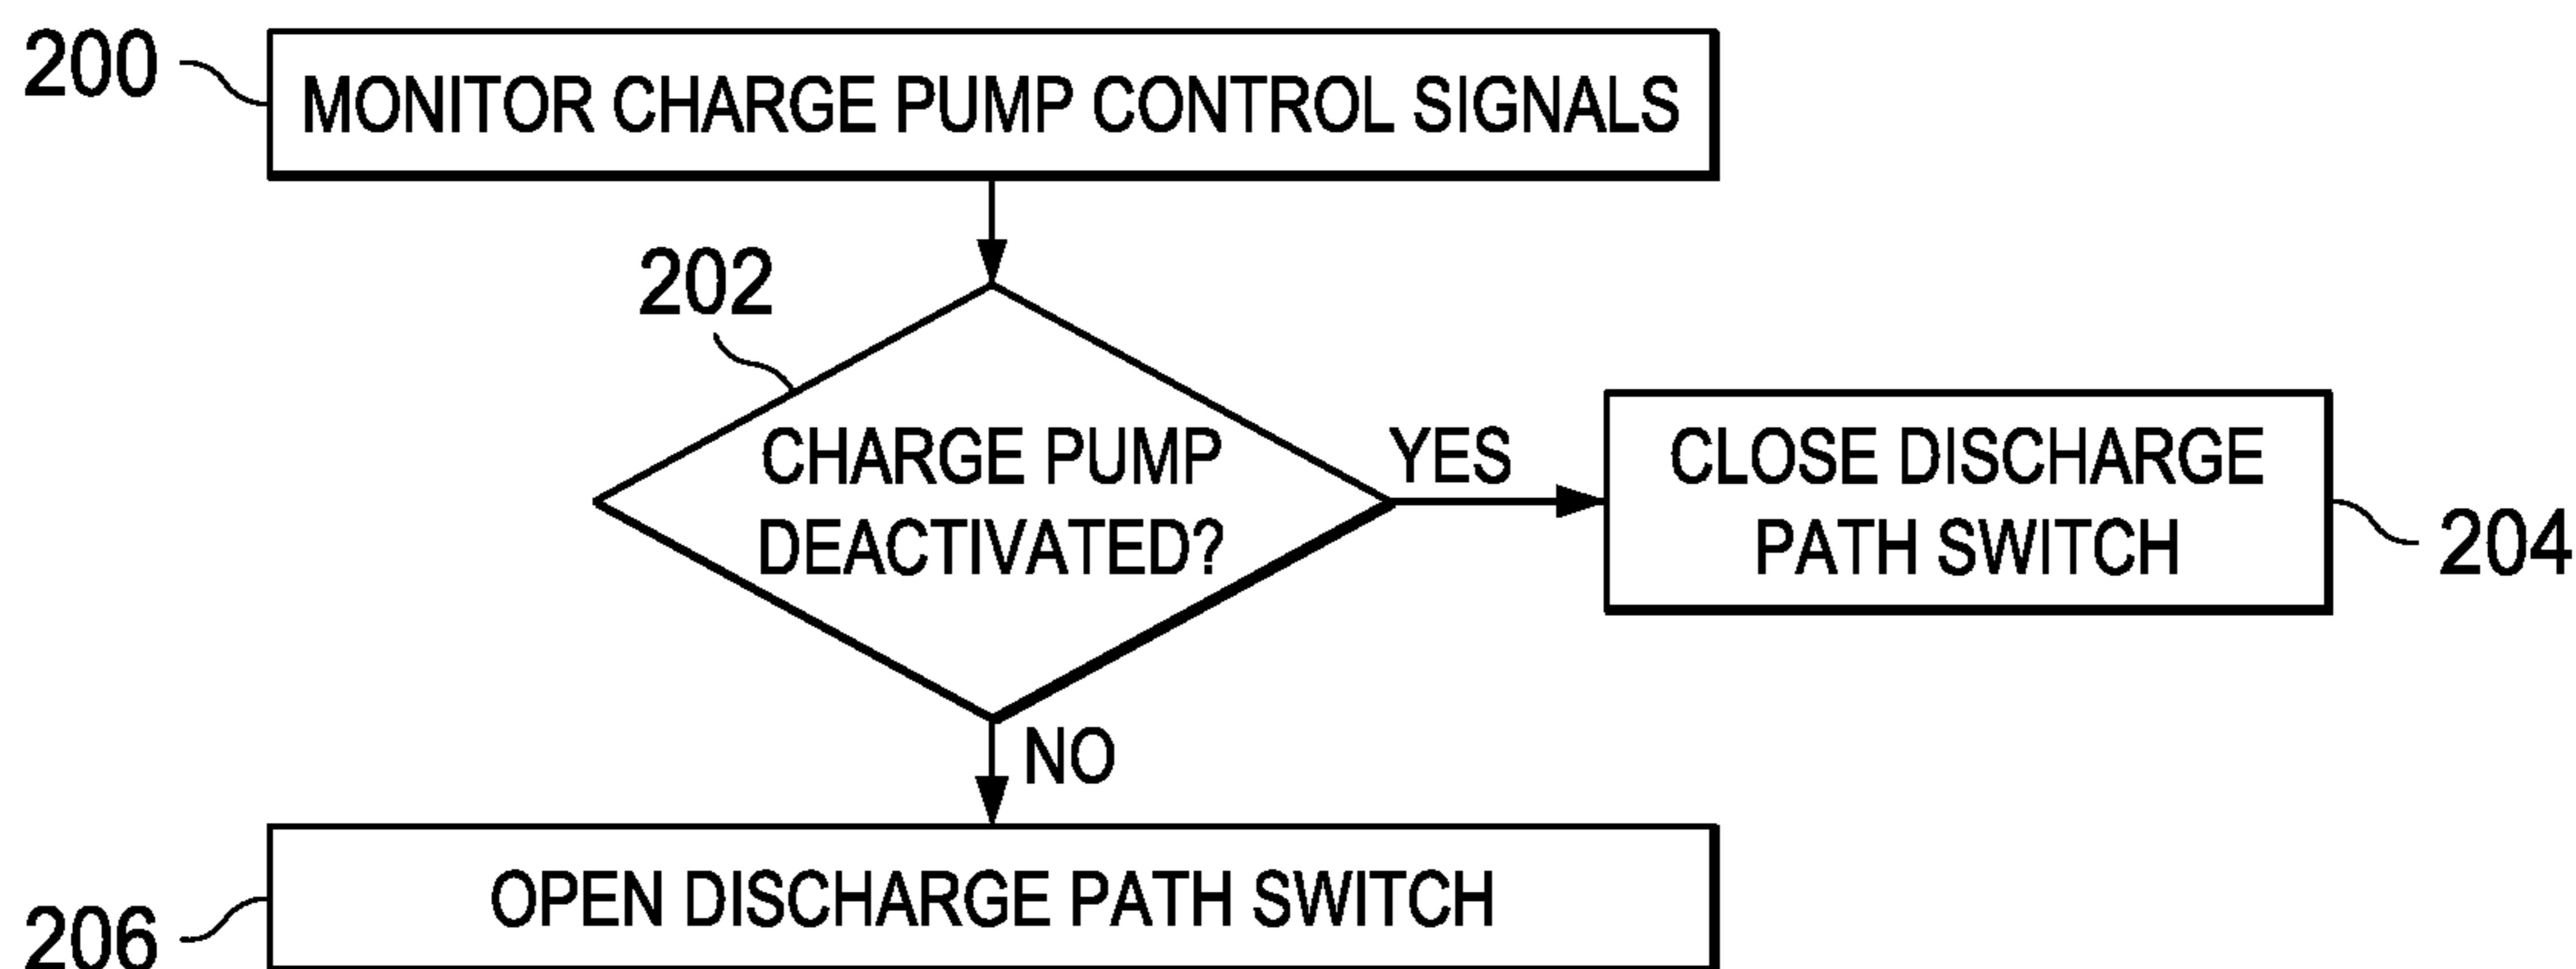 200
MONITOR CHARGE PUMP CONTROL SIGNALS
202
CHARGE PUMP
DEACTIVATED?
YES
CLOSE DISCHARGE
PATH SWITCH
204
NO
OPEN DISCHARGE PATH SWITCH
206